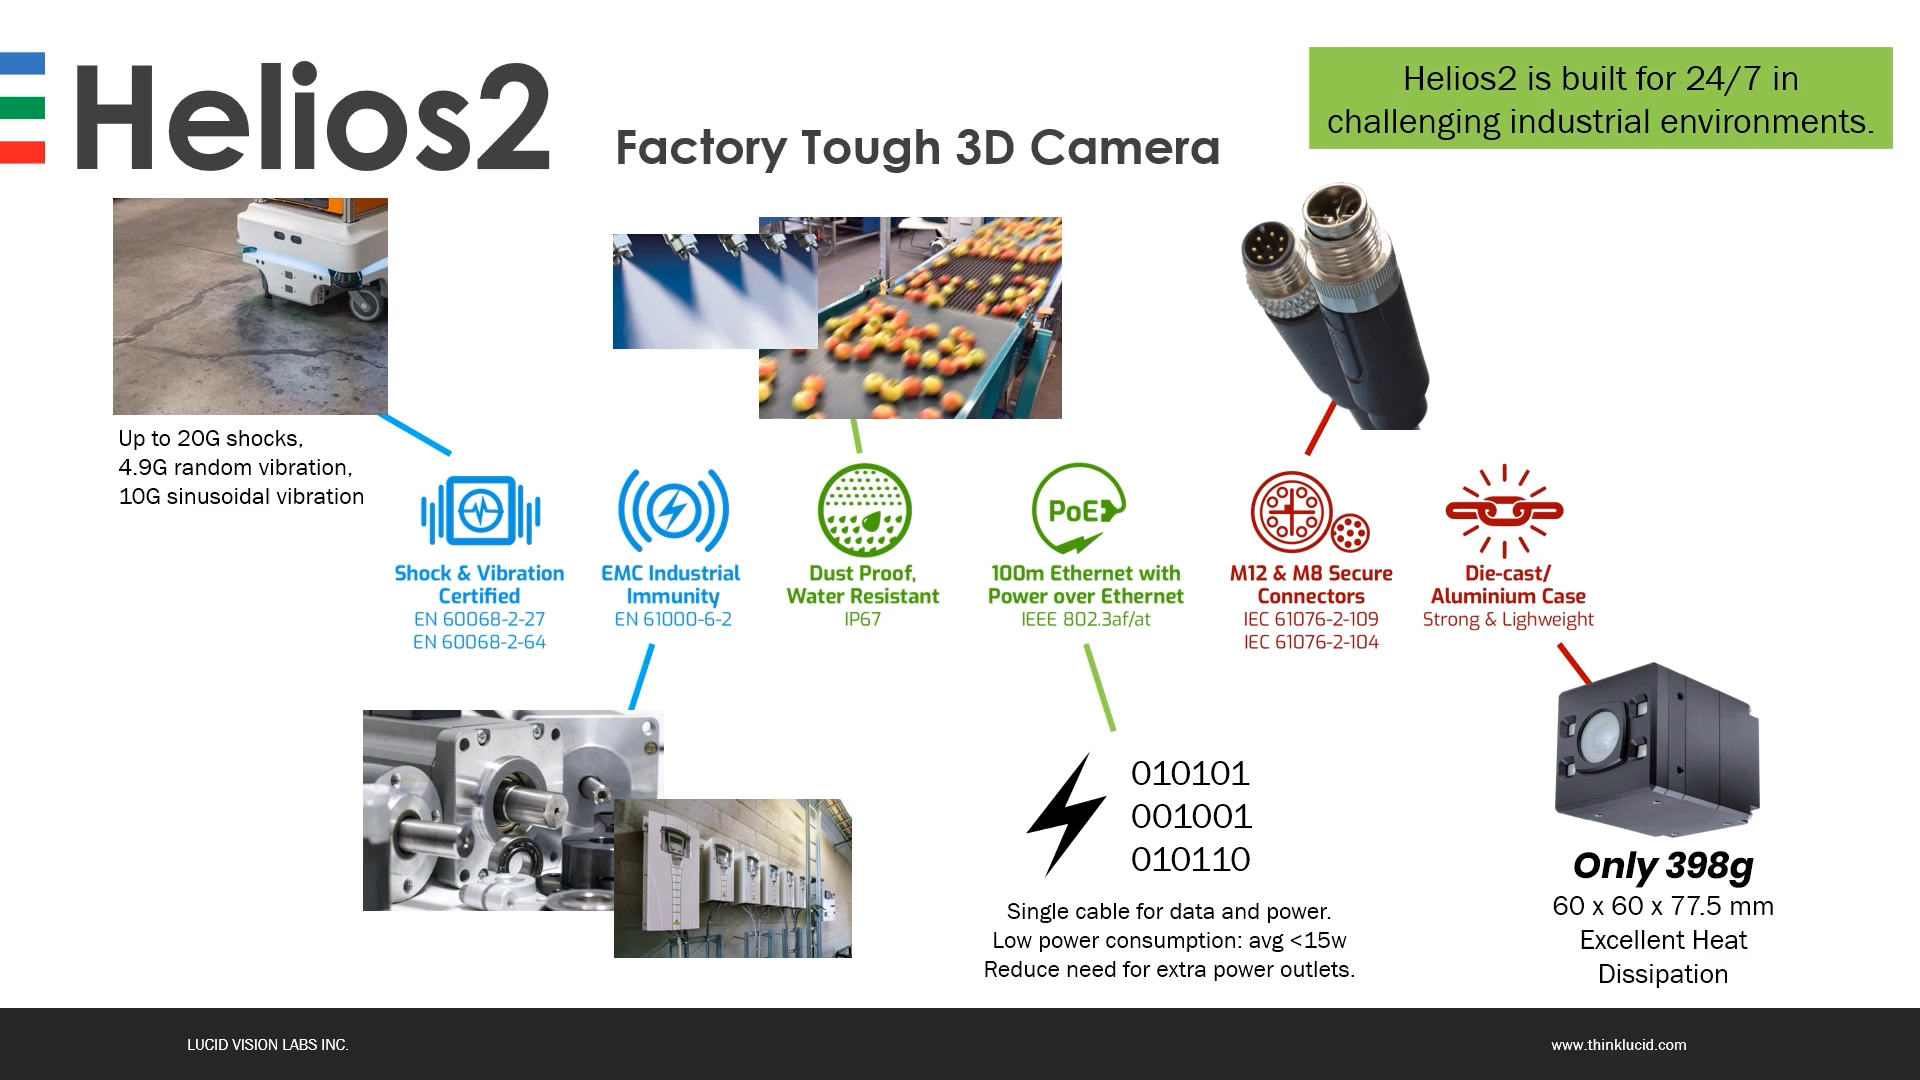 Helios2
Factory Tough 3D Camera
Helios2 is built for 24/7 in
challenging industrial environments.
Up to 20G shocks,
4.9G random vibration,
10G sinusoidal vibration
Shock & Vibration
Certified
EN 60068-2-27
EN 60068-2-64
EMC Industrial
Immunity
EN 61000-6-2
Dust Proof,
Water Resistant
IP67
PoE
100m Ethernet with
Power over Ethernet
IEEE 802.3af/at
M12 & M8 Secure
Connectors
IEC 61076-2-109
IEC 61076-2-104
Die-cast/
Aluminium Case
Strong & Lighweight
010101
001001
010110
Single cable for data and power.
Low power consumption: avg <15w
Reduce need for extra power outlets.
Only 398g
60 x 60 x 77.5 mm
Excellent Heat
Dissipation
LUCID VISION LABS INC.
www.thinklucid.com